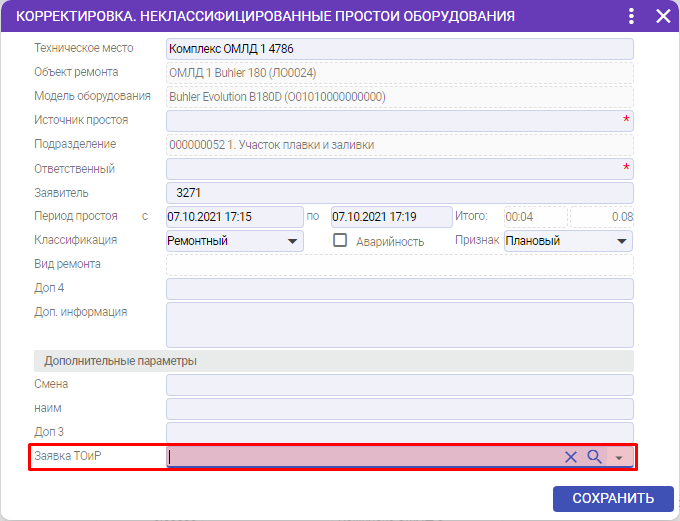 КОРРЕКТИРОВКА. НЕКЛАССИФИЦИРОВАННЫЕ ПРОСТОИ ОБОРУДОВАНИЯ
Техническое место Комплекс ОМЛД 1 4786
Объект ремонта ОМЛД 1 Buhler 180 (ЛО0024)
Модель оборудования Buhler Evolution B180D (О01010000000000)
Источник простоя *
Подразделение 000000052 1. Участок плавки и заливки
Ответственный *
Заявитель 3271
Период простоя с 07.10.2021 17:15 по 07.10.2021 17:19 Итого: 00:04 0.08
Классификация Ремонтный Аварийность Признак Плановый
Вид ремонта
Доп 4
Доп. информация
Дополнительные параметры
Смена
наим
Доп 3
Заявка ТОиР
СОХРАНИТЬ